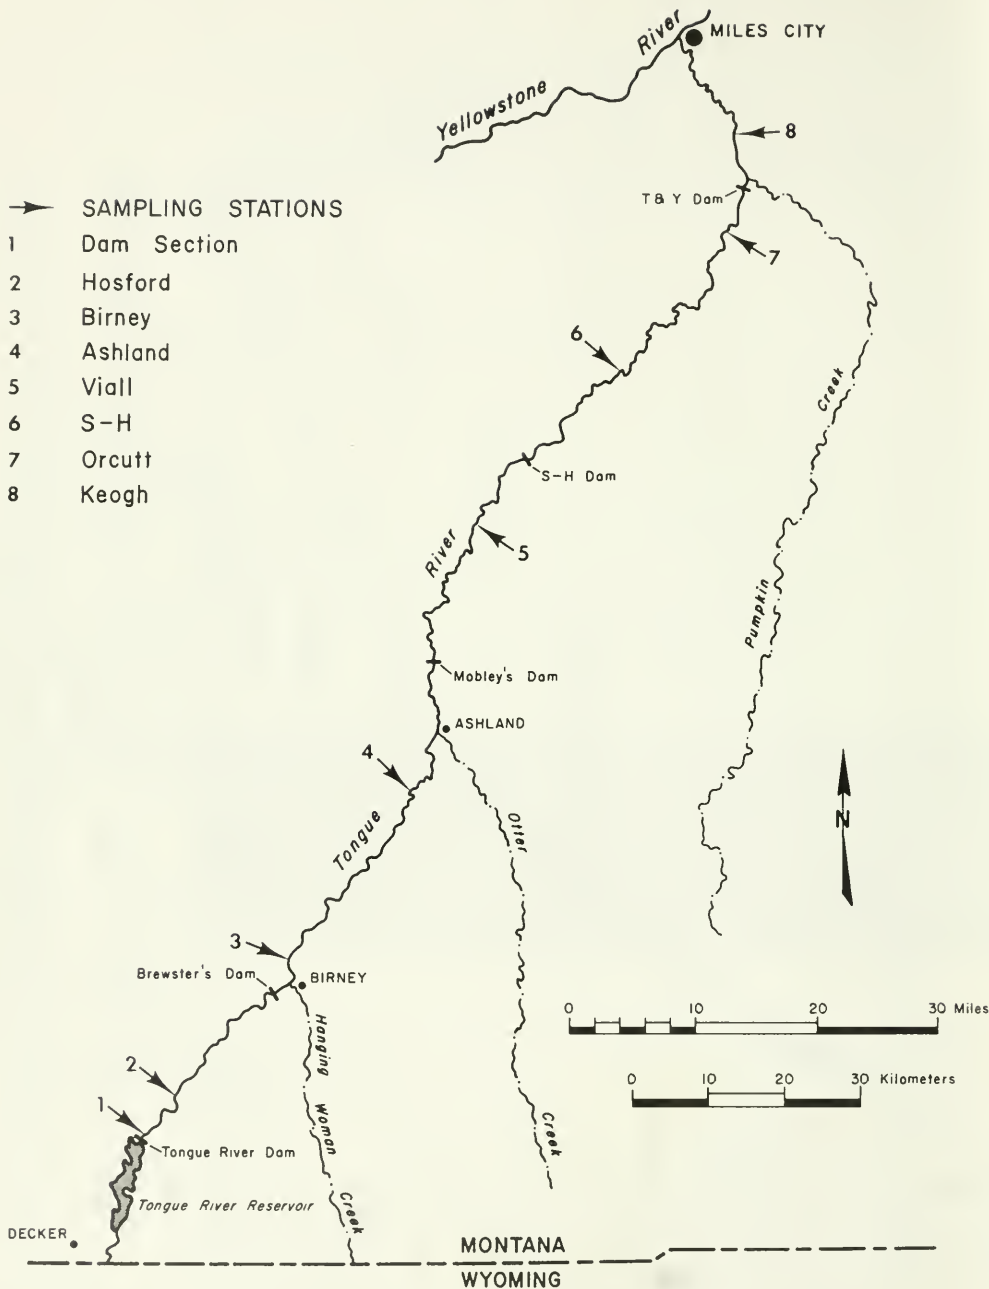 River
MILES CITY
Yellowstone
8
T & Y Dam
SAMPLING STATIONS
1 Dam Section
2 Hosford
3 Birney
4 Ashland
5 Viall
6 S-H
7 Orcutt
8 Keogh
7
6
Creek
S-H Dam
River
5
Pumpkin
Mobley's Dam
ASHLAND
4
Otter
Tongue
N
3
Brewster's Dam
BIRNEY
0 10 20 30 Miles
Hanging
2
0 10 20 30 Kilometers
1
Woman
Creek
Tongue River Dam
Tongue River Reservoir
Creek
DECKER
MONTANA
WYOMING